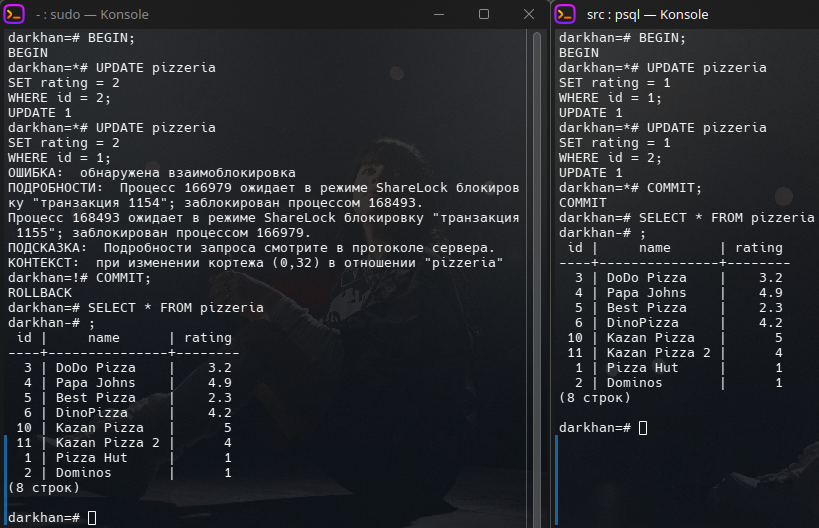 - : sudo — Konsole
darkhan=# BEGIN;
BEGIN
darkhan=*# UPDATE pizzeria
SET rating = 2
WHERE id = 2;
UPDATE 1
darkhan=*# UPDATE pizzeria
SET rating = 2
WHERE id = 1;
ОШИБКА:  обнаружена взаимоблокировка
ПОДРОБНОСТИ:  Процесс 166979 ожидает в режиме ShareLock блокиров
ку "транзакция 1154"; заблокирован процессом 168493.
Процесс 168493 ожидает в режиме ShareLock блокировку "транзакция
 1155"; заблокирован процессом 166979.
ПОДСКАЗКА:  Подробности запроса смотрите в протоколе сервера.
КОНТЕКСТ:  при изменении кортежа (0,32) в отношении "pizzeria"
darkhan=!# COMMIT;
ROLLBACK
darkhan=# SELECT * FROM pizzeria
darkhan-# ;
 id |     name      | rating
----+---------------+--------
  3 | DoDo Pizza    |    3.2
  4 | Papa Johns    |    4.9
  5 | Best Pizza    |    2.3
  6 | DinoPizza     |    4.2
 10 | Kazan Pizza   |      5
 11 | Kazan Pizza 2 |      4
  1 | Pizza Hut     |      1
  2 | Dominos       |      1
(8 строк)
darkhan=#
src : psql — Konsole
darkhan=# BEGIN;
BEGIN
darkhan=*# UPDATE pizzeria
SET rating = 1
WHERE id = 1;
UPDATE 1
darkhan=*# UPDATE pizzeria
SET rating = 1
WHERE id = 2;
UPDATE 1
darkhan=*# COMMIT;
COMMIT
darkhan=# SELECT * FROM pizzeria
darkhan-# ;
 id |     name      | rating
----+---------------+--------
  3 | DoDo Pizza    |    3.2
  4 | Papa Johns    |    4.9
  5 | Best Pizza    |    2.3
  6 | DinoPizza     |    4.2
 10 | Kazan Pizza   |      5
 11 | Kazan Pizza 2 |      4
  1 | Pizza Hut     |      1
  2 | Dominos       |      1
(8 строк)
darkhan=#